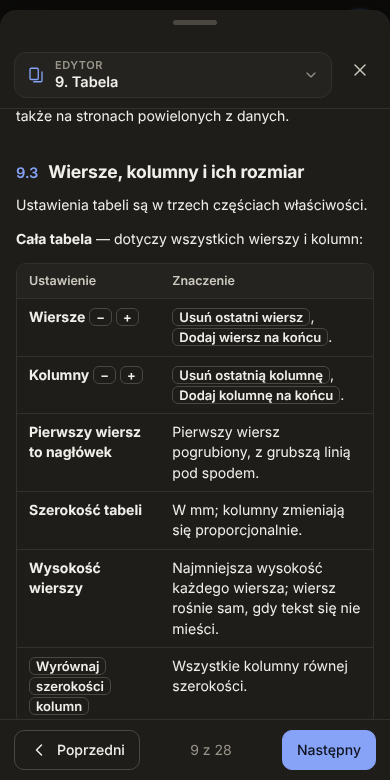 EDYTOR
9. Tabela
także na stronach powielonych z danych.
9.3 Wiersze, kolumny i ich rozmiar
Ustawienia tabeli są w trzech częściach właściwości.
Cała tabela — dotyczy wszystkich wierszy i kolumn:
Ustawienie Znaczenie
Wiersze − + Usuń ostatni wiersz,
Dodaj wiersz na końcu.
Kolumny − + Usuń ostatnią kolumnę,
Dodaj kolumnę na końcu.
Pierwszy wiersz
to nagłówek
Pierwszy wiersz
pogrubiony, z grubszą linią
pod spodem.
Szerokość tabeli W mm; kolumny zmieniają
się proporcjonalnie.
Wysokość
wierszy
Najmniejsza wysokość
każdego wiersza; wiersz
rośnie sam, gdy tekst się nie
mieści.
Wyrównaj
szerokości
kolumn
Wszystkie kolumny równej
szerokości.
Poprzedni 9 z 28 Następny